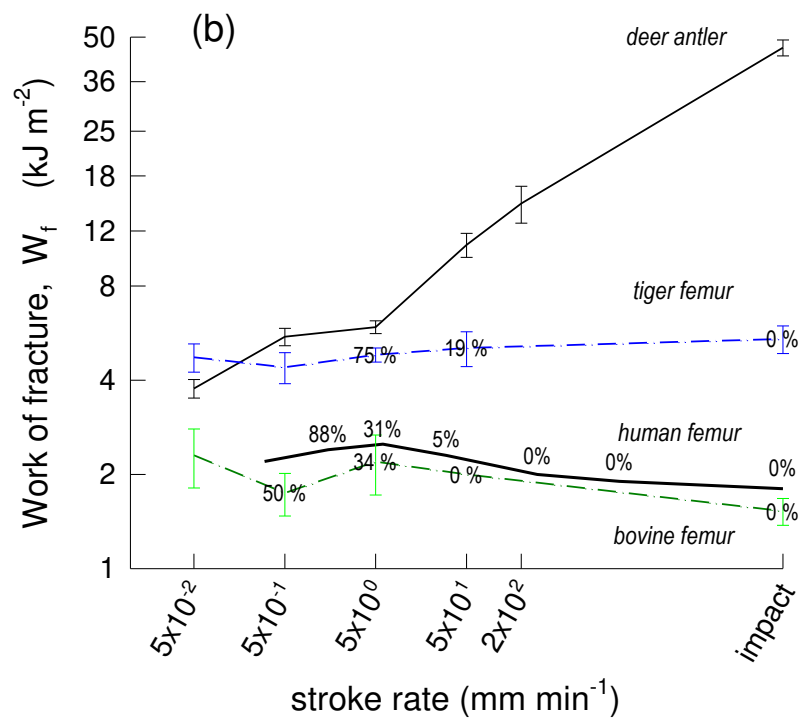 (b)
deer antler
50
36
25
18
12
8
4
2
1
Work of fracture, W_f (kJ m^-2)
tiger femur
75 %
19 %
0 %
human femur
88%
31%
5%
0%
0%
0%
50 %
34 %
0 %
0 %
bovine femur
5x10^-2
5x10^-1
5x10^0
5x10^1
2x10^2
impact
stroke rate (mm min^-1)